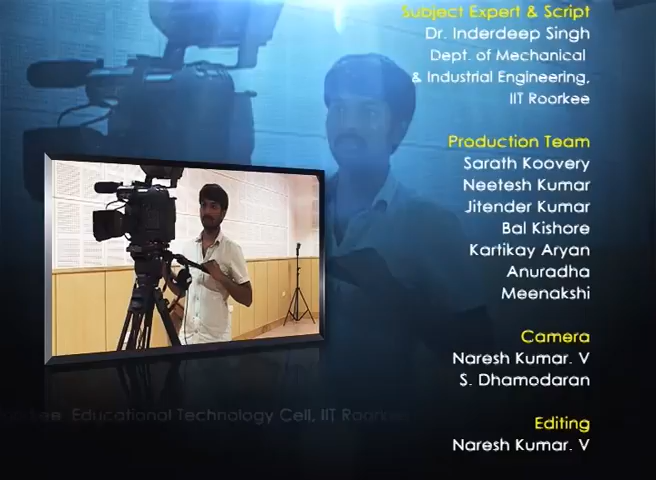 Subject Expert & Script
Dr. Inderdeep Singh
Dept. of Mechanical
& Industrial Engineering,
IIT Roorkee
Production Team
Sarath Koovery
Neetesh Kumar
Jitender Kumar
Bal Kishore
Kartikay Aryan
Anuradha
Meenakshi
Camera
Naresh Kumar. V
S. Dhamodaran
Educational Technology Cell, IIT Roorkee
Editing
Naresh Kumar. V